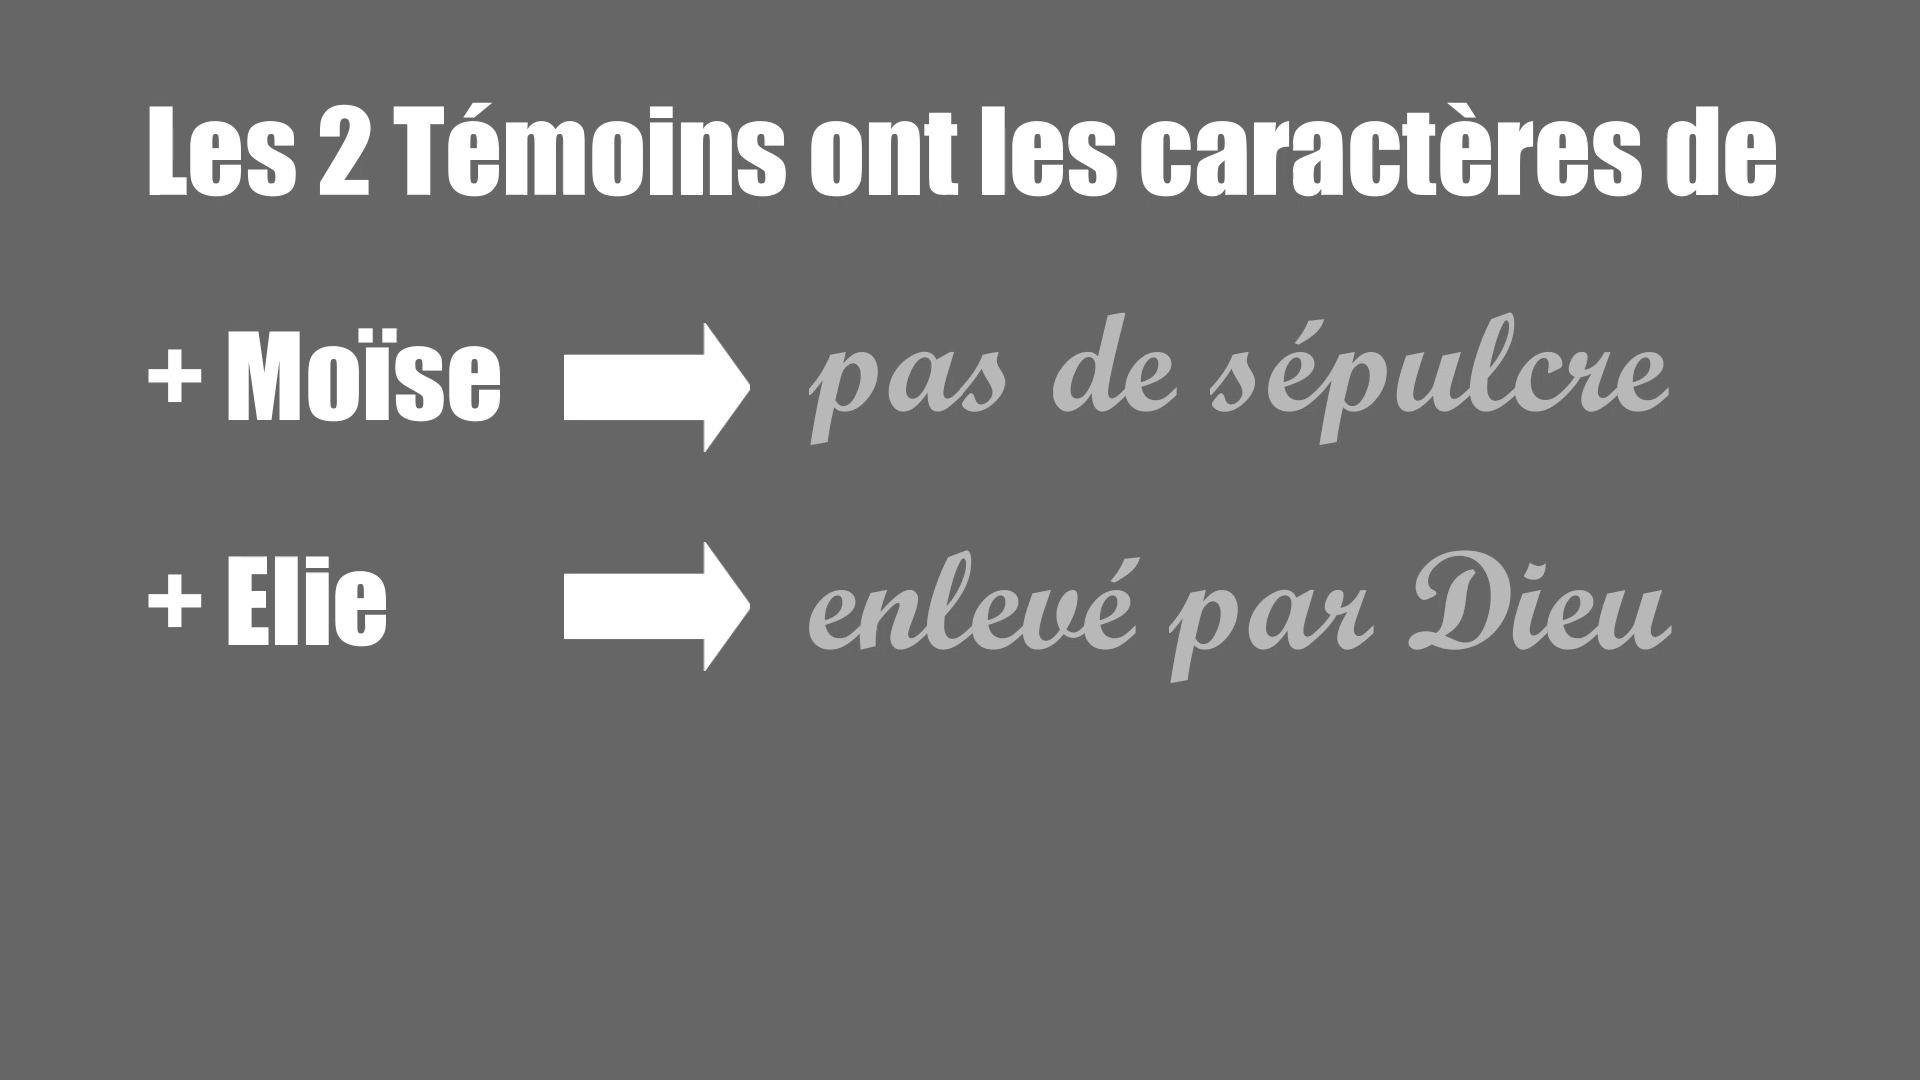 Les 2 Témoins ont les caractères de
+ Moïse pas de sépulcre
+ Elie enlevé par Dieu